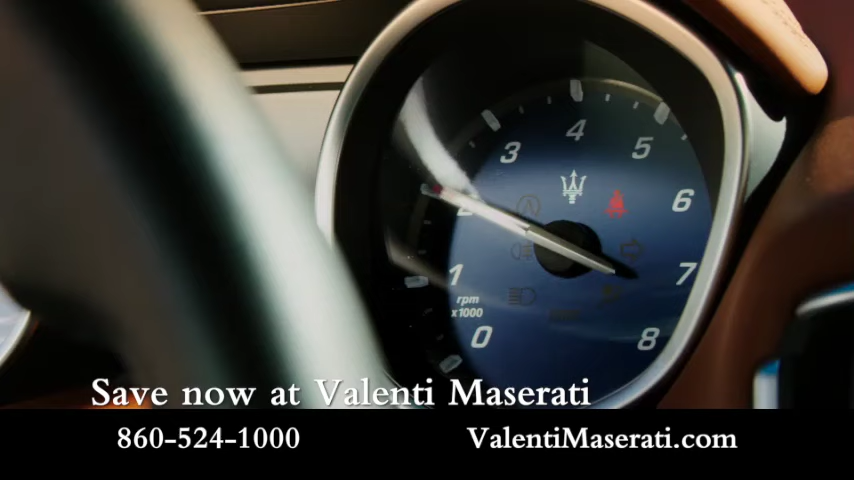 4
3
5
2
6
1
7
rpm
x1000
0
8
Save now at Valenti Maserati
860-524-1000
ValentiMaserati.com